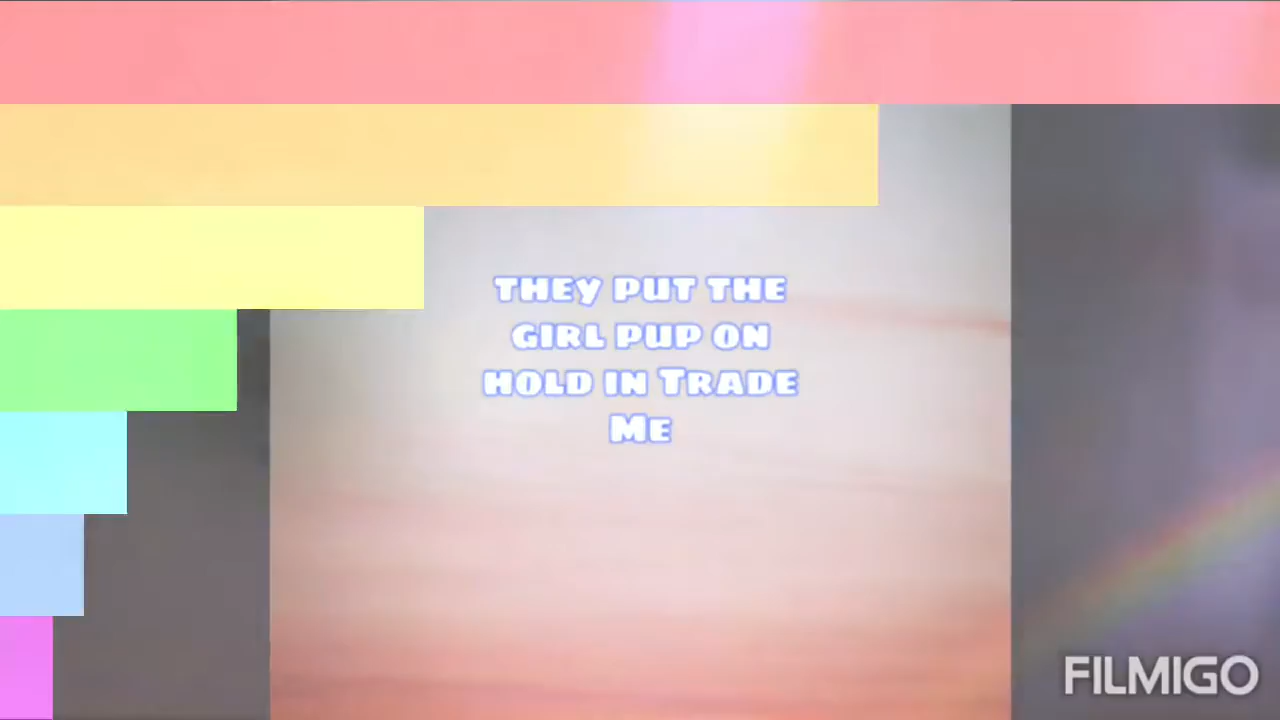 THEY PUT THE
GIRL PUP ON
HOLD IN TRADE
ME
FILMIGO